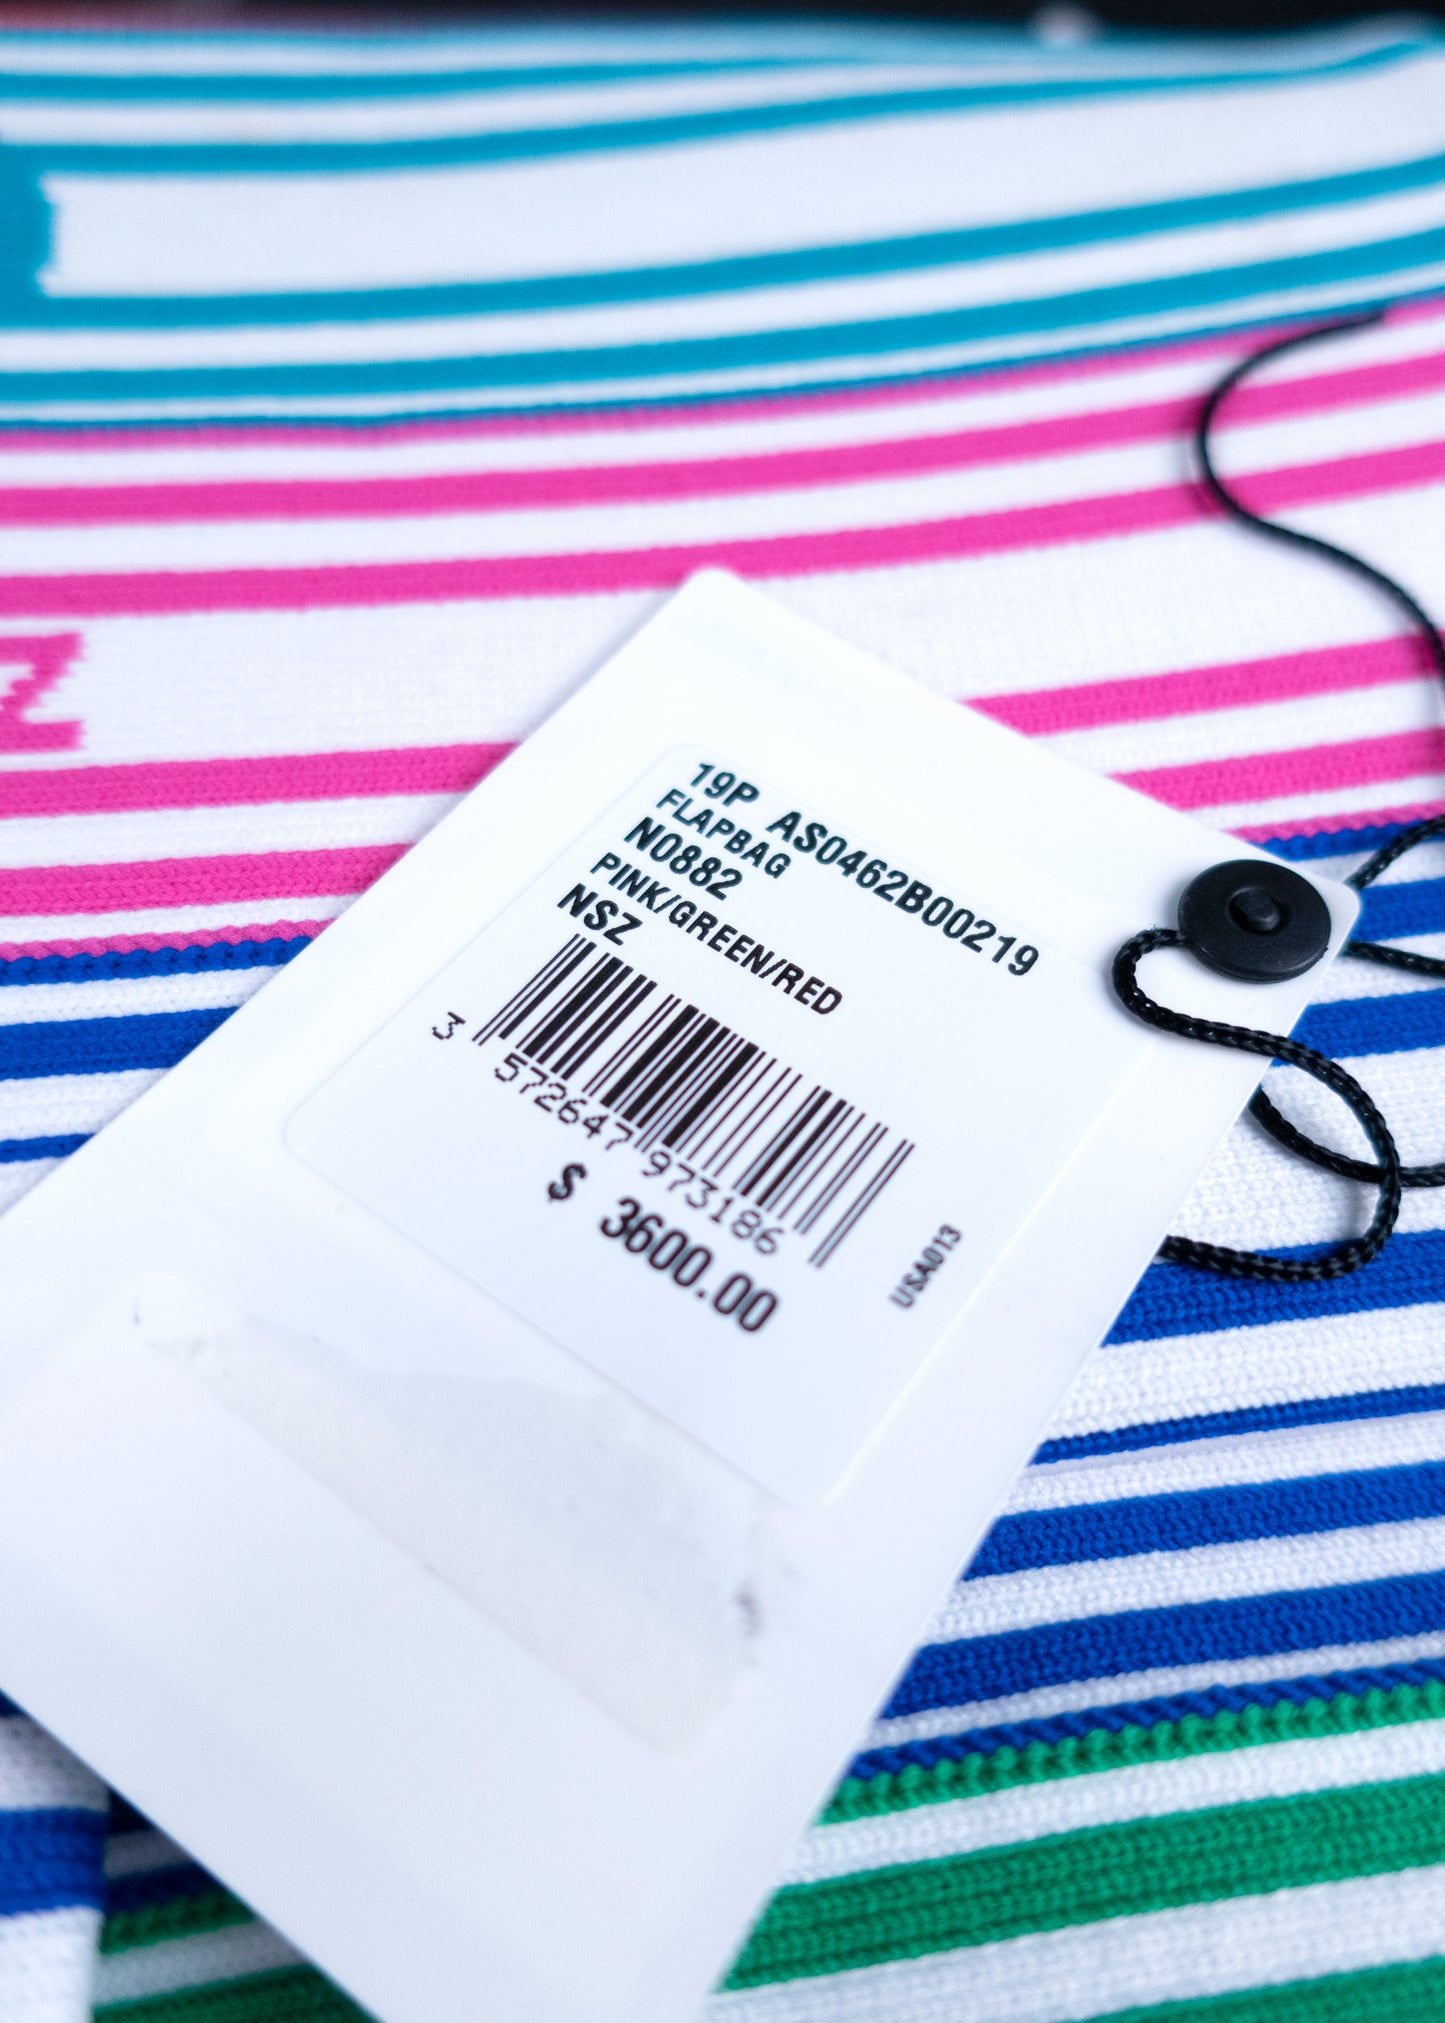 19P AS0462B00219
FLAPBAG
N0882
PINK/GREEN/RED
NSZ
3 572647 973186
$ 3600.00
USA013